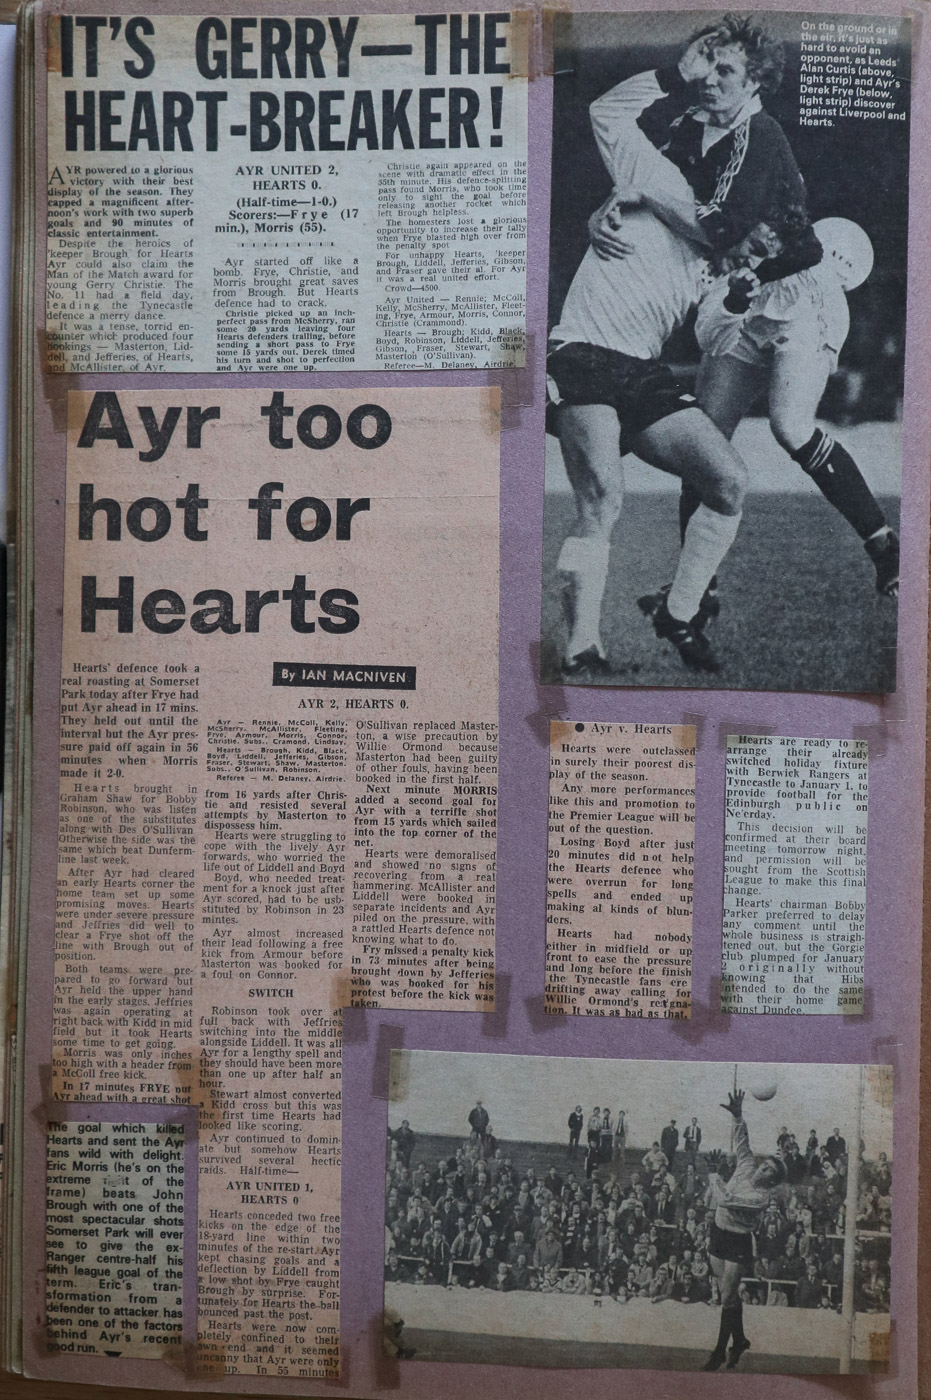 IT'S GERRY—THE
HEART-BREAKER!
AYR powered to a glorious
victory with their best
display of the season. They
capped a magnificent after-
noon's work with two superb
goals and 90 minutes of
classic entertainment.
Despite the heroics of
'keeper Brough for Hearts
Ayr could also claim the
Man of the Match award for
young Gerry Christie. The
No. 11 had a field day,
leading the Tynecastle
defence a merry dance.
It was a tense, torrid en-
counter which produced four
bookings — Masterton, Lid-
dell, and Jefferies, of Hearts,
and McAllister, of Ayr.
AYR UNITED 2,
HEARTS 0.
(Half-time—1-0.)
Scorers:—Frye (17
min.), Morris (55).
Ayr started off like a
bomb. Frye, Christie, and
Morris brought great saves
from Brough. But Hearts
defence had to crack.
Christie picked up an inch-
perfect pass from McSherry, ran
some 20 yards leaving four
Hearts defenders trailing, before
sending a short pass to Frye
some 15 yards out. Derek timed
his turn and shot to perfection
and Ayr were one up.
Christie again appeared on the
scene with dramatic effect in the
55th minute. His defence-splitting
pass found Morris, who took time
only to sight the goal before
releasing another rocket which
left Brough helpless.
The homesters lost a glorious
opportunity to increase their tally
when Frye blasted high over from
the penalty spot
For unhappy Hearts, 'keeper
Brough, Liddell, Jefferies, Gibson,
and Fraser gave their al. For Ayr
it was a real united effort.
Crowd—4500.
Ayr United — Rennie; McColl,
Kelly, McSherry, McAllister, Fleet-
ing, Frye, Armour, Morris, Connor,
Christie (Crammond).
Hearts — Brough; Kidd, Black,
Boyd, Robinson, Liddell, Jefferies,
Gibson, Fraser, Stewart, Shaw,
Masterton (O'Sullivan).
Referee—M. Delaney, Airdrie.
On the ground or in
the air, it's just as
hard to avoid an
opponent, as Leeds'
Alan Curtis (above,
light strip) and Ayr's
Derek Frye (below,
light strip) discover
against Liverpool and
Hearts.
Ayr too
hot for
Hearts
By IAN MACNIVEN
AYR 2, HEARTS 0.
Hearts' defence took a
real roasting at Somerset
Park today after Frye had
put Ayr ahead in 17 mins.
They held out until the
interval but the Ayr pres-
sure paid off again in 56
minutes when Morris
made it 2-0.
Hearts brought in
Graham Shaw for Bobby
Robinson, who was listed
as one of the substitutes
along with Des O'Sullivan
Otherwise the side was the
same which beat Dunferm-
line last week.
After Ayr had cleared
an early Hearts corner the
home team set up some
promising moves. Hearts
were under severe pressure
and Jeffries did well to
clear a Frye shot off the
line with Brough out of
position.
Both teams were pre-
pared to go forward but
Ayr held the upper hand
in the early stages. Jeffries
was again operating at
right back with Kidd in mid
field but it took Hearts
some time to get going.
Morris was only inches
too high with a header from
a McColl free kick.
In 17 minutes FRYE put
Ayr ahead with a great shot
Ayr — Rennie, McColl, Kelly,
McSherry, McAllister, Fleeting,
Frye, Armour, Morris, Connor,
Christie. Subs.. Cramond, Lindsay.
Hearts — Brough, Kidd, Black,
Boyd, Liddell, Jefferies, Gibson,
Fraser, Stewart, Shaw, Masterton.
Subs., O'Sullivan, Robinson.
Referee — M. Delaney, Airdrie.
from 16 yards after Chris-
tie and resisted several
attempts by Masterton to
dispossess him.
Hearts were struggling to
cope with the lively Ayr
forwards, who worried the
life out of Liddell and Boyd
Boyd, who needed treat-
ment for a knock just after
Ayr scored, had to be usb-
stituted by Robinson in 23
minutes.
Ayr almost increased
their lead following a free
kick from Armour before
Masterton was booked for
a foul on Connor.
SWITCH
Robinson took over at
full back with Jeffries
switching into the middle
alongside Liddell. It was all
Ayr for a lengthy spell and
they should have been more
than one up after half an
hour.
Stewart almost converted
a Kidd cross but this was
the first time Hearts had
looked like scoring.
Ayr continued to domin-
ate but somehow Hearts
survived several hectic
raids. Half-time—
AYR UNITED 1,
HEARTS 0
Hearts conceded two free
kicks on the edge of the
18-yard line within two
minutes of the re-start. Ayr
kept chasing goals and a
deflection by Liddell from
a low shot by Frye caught
Brough by surprise. For-
tunately for Hearts the ball
bounced past the post.
Hearts were now com-
pletely confined to their
own end and it seemed
uncanny that Ayr were only
one up. In 55 minutes
O'Sullivan replaced Master-
ton, a wise precaution by
Willie Ormond because
Masterton had been guilty
of other fouls, having been
booked in the first half.
Next minute MORRIS
added a second goal for
Ayr with a terriffic shot
from 15 yards which sailed
into the top corner of the
net.
Hearts were demoralised
and showed no signs of
recovering from a real
hammering. McAllister and
Liddell were booked in
separate incidents and Ayr
piled on the pressure, with
a rattled Hearts defence not
knowing what to do.
Fry missed a penalty kick
in 73 minutes after being
brought down by Jefferies
who was booked for his
protest before the kick was
taken.
● Ayr v. Hearts
Hearts were outclassed
in surely their poorest dis-
play of the season.
Any more performances
like this and promotion to
the Premier League will be
out of the question.
Losing Boyd after just
20 minutes did not help
the Hearts defence who
were overrun for long
spells and ended up
making al kinds of blun-
ders.
Hearts had nobody
either in midfield or up
front to ease the pressure
and long before the finish
the Tynecastle fans cre
drifting away calling for
Willie Ormond's resigna-
tion. It was as bad as that.
Hearts are ready to re-
arrange their already
switched holiday fixture
with Berwick Rangers at
Tynecastle to January 1, to
provide football for the
Edinburgh public on
Ne'erday.
This decision will be
confirmed at their board
meeting tomorrow night,
and permission will be
sought from the Scottish
League to make this final
change.
Hearts' chairman Bobby
Parker preferred to delay
any comment until the
whole business is straigh-
tened out, but the Gorgie
club plumped for January
2 originally without
knowing that Hibs
intended to do the same
with their home game
against Dundee.
The goal which killed
Hearts and sent the Ayr
fans wild with delight.
Eric Morris (he's on the
extreme of the
frame) beats John
Brough with one of the
most spectacular shots
Somerset Park will ever
see to give the ex-
Ranger centre-half his
fifth league goal of the
term. Eric's tran-
sformation from a
defender to attacker has
been one of the factors
behind Ayr's recent
good run.